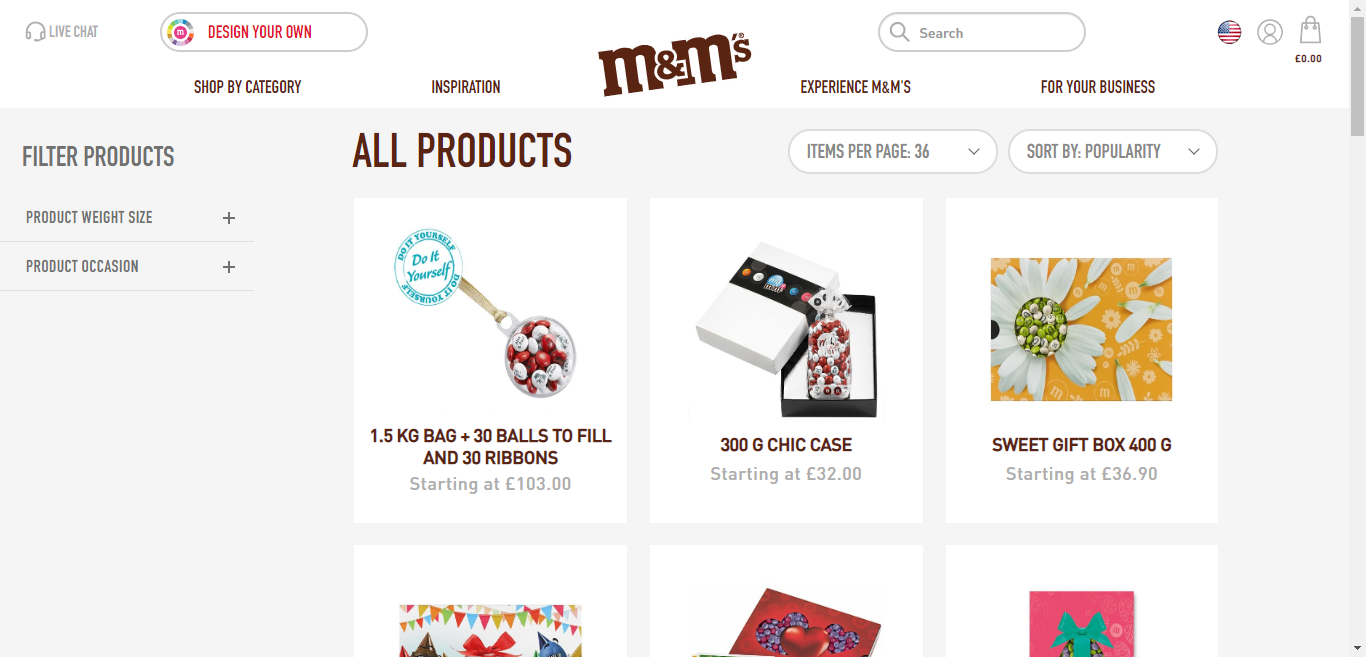 LIVE CHAT
DESIGN YOUR OWN
m&m's®
Search
£0.00
SHOP BY CATEGORY
INSPIRATION
EXPERIENCE M&M'S
FOR YOUR BUSINESS
FILTER PRODUCTS
PRODUCT WEIGHT SIZE
PRODUCT OCCASION
ALL PRODUCTS
ITEMS PER PAGE: 36
SORT BY: POPULARITY
DO IT YOURSELF
Do It
Yourself
DO IT YOURSELF
1.5 KG BAG + 30 BALLS TO FILL
AND 30 RIBBONS
Starting at £103.00
300 G CHIC CASE
Starting at £32.00
SWEET GIFT BOX 400 G
Starting at £36.90